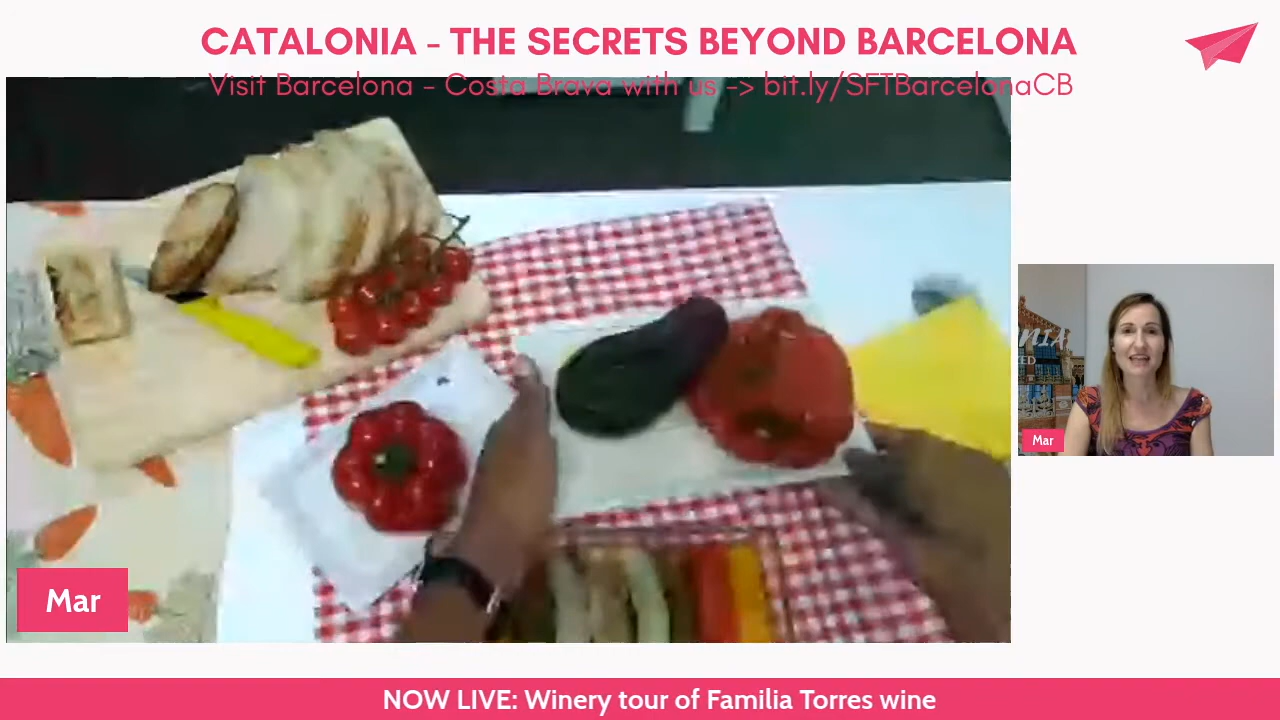 CATALONIA - THE SECRETS BEYOND BARCELONA
Visit Barcelona - Costa Brava with us -> bit.ly/SFTBarcelonaCB
Mar
Mar
NOW LIVE: Winery tour of Familia Torres wine